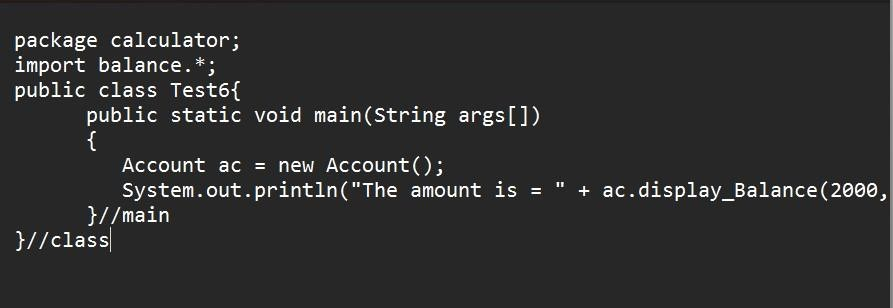 package calculator;
import balance.*;
public class Test6{
public static void main(String args[])
{
Account ac = new Account();
System.out.println("The amount is = " + ac.display_Balance(2000,
}//main
}//class